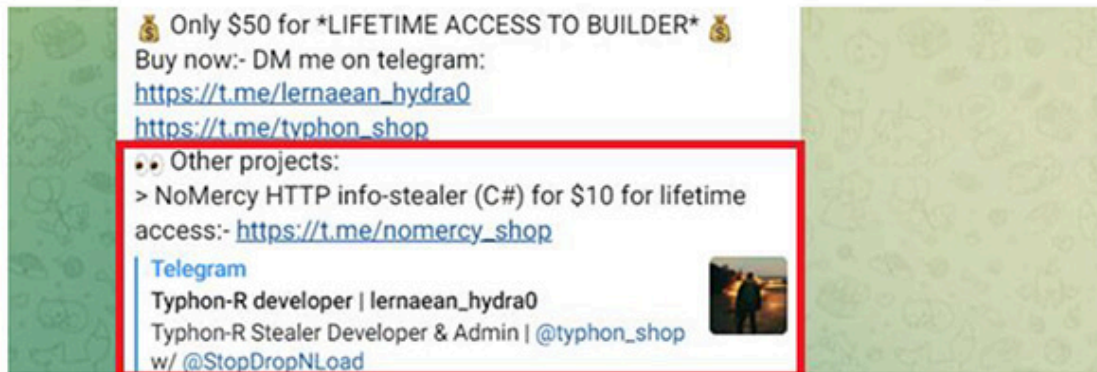 💰 Only $50 for *LIFETIME ACCESS TO BUILDER* 💰
Buy now:- DM me on telegram:
https://t.me/lernaean_hydra0
https://t.me/typhon_shop
👀 Other projects:
> NoMercy HTTP info-stealer (C#) for $10 for lifetime
access:- https://t.me/nomercy_shop
Telegram
Typhon-R developer | lernaean_hydra0
Typhon-R Stealer Developer & Admin | @typhon_shop
w/ @StopDropNLoad